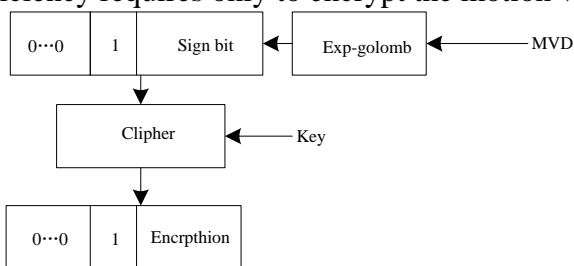 iciency requires only to encrypt the motion v
0···0 1 Sign bit Exp-golomb MVD
Clipher Key
0···0 1 Encrpthion